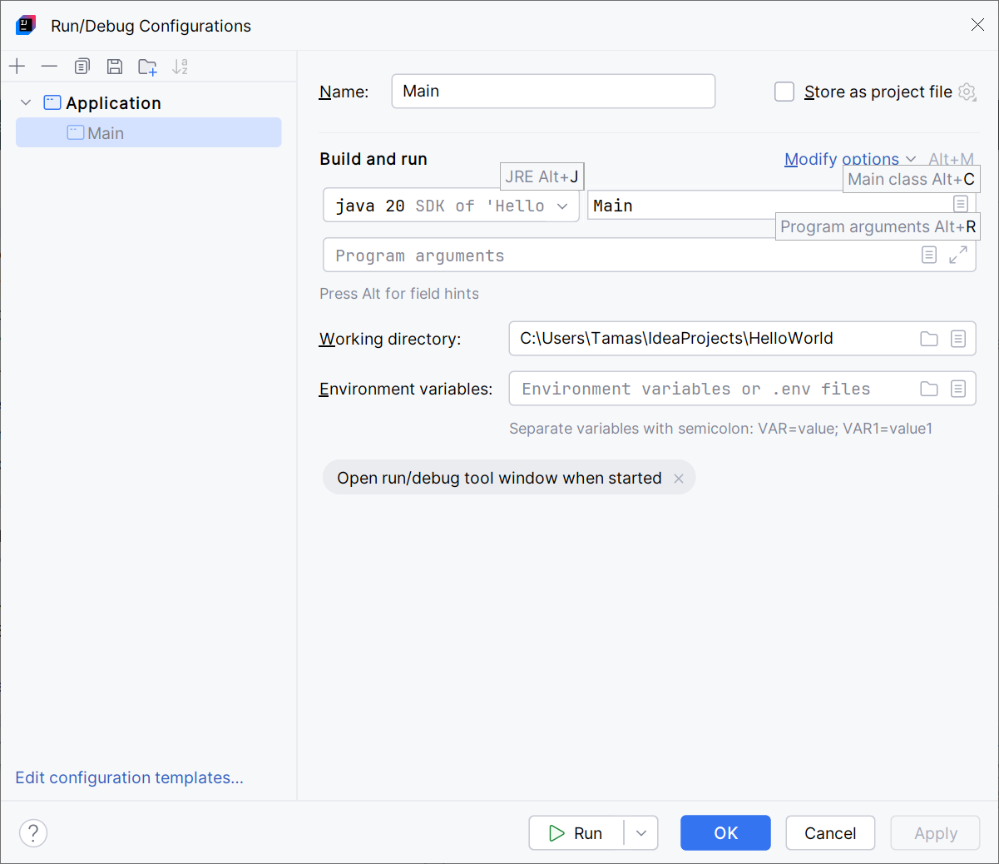 Run/Debug Configurations
Application
Main
Edit configuration templates...
Name: Main Store as project file
Build and run Modify options Alt+M
JRE Alt+J Main class Alt+C
java 20 SDK of 'Hello Main
Program arguments Alt+R
Program arguments
Press Alt for field hints
Working directory: C:\Users\Tamas\IdeaProjects\HelloWorld
Environment variables: Environment variables or .env files
Separate variables with semicolon: VAR=value; VAR1=value1
Open run/debug tool window when started
? Run OK Cancel Apply